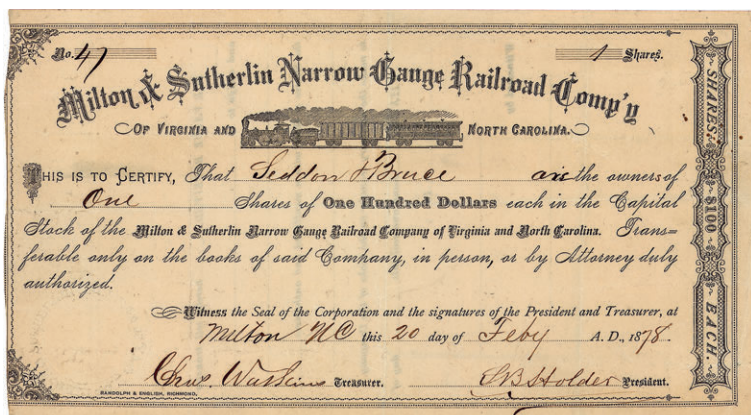 No. 47 1 Shares.
Milton & Sutherlin Narrow Gauge Railroad Comp'y
OF VIRGINIA AND NORTH CAROLINA.
THIS IS TO CERTIFY, That Seddon & Bruce are the owners of
One Shares of One Hundred Dollars each in the Capital
Stock of the Milton & Sutherlin Narrow Gauge Railroad Company of Virginia and North Carolina. Trans=
ferable only on the books of said Company, in person, or by Attorney duly
authorized.
Witness the Seal of the Corporation and the signatures of the President and Treasurer, at
Milton NC this 20 day of Feby A. D., 1878.
Chas Watkins Treasurer. S B Holder President.
RANDOLPH & ENGLISH, RICHMOND.
SHARES $100 EACH.